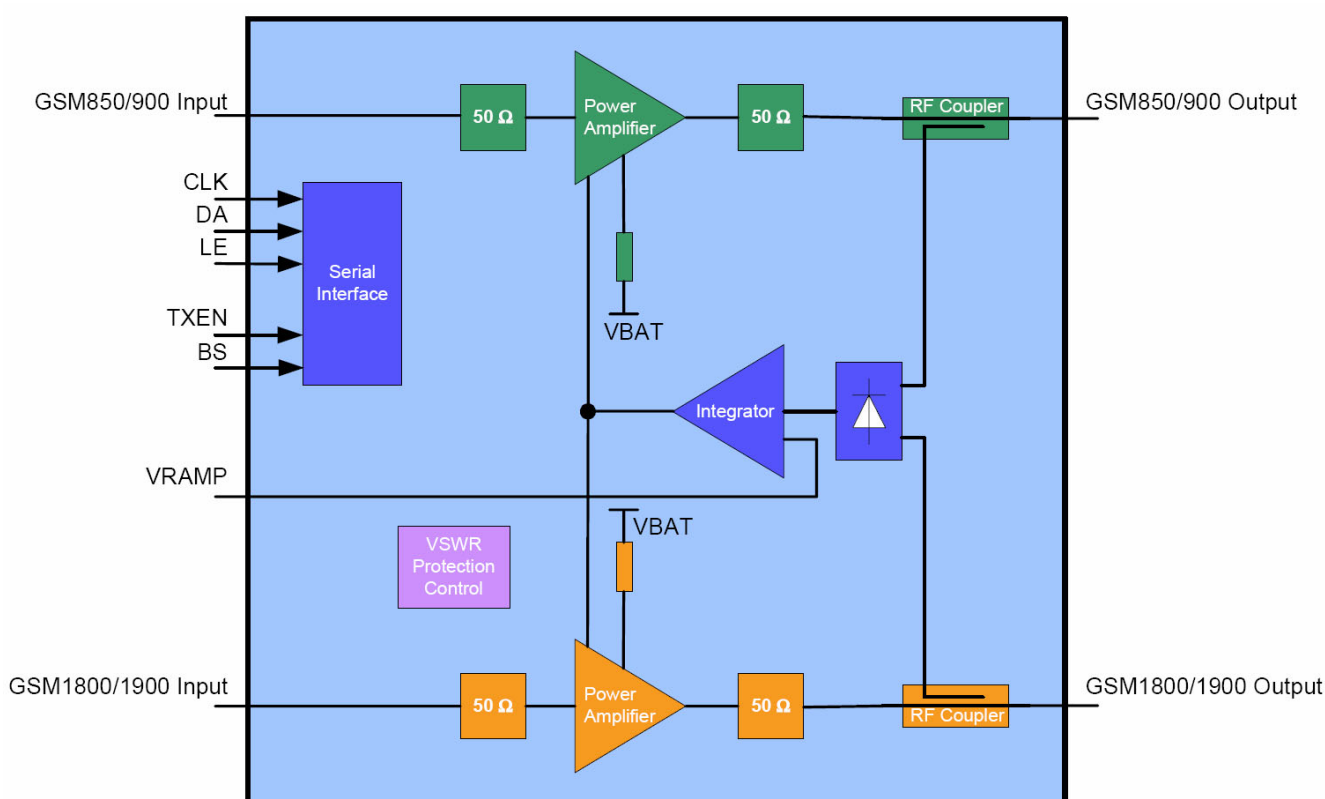 GSM850/900 Input
50 Ω
Power
Amplifier
50 Ω
RF Coupler
GSM850/900 Output
CLK
DA
LE
TXEN
BS
Serial
Interface
VBAT
Integrator
VRAMP
VBAT
VSWR
Protection
Control
GSM1800/1900 Input
50 Ω
Power
Amplifier
50 Ω
RF Coupler
GSM1800/1900 Output